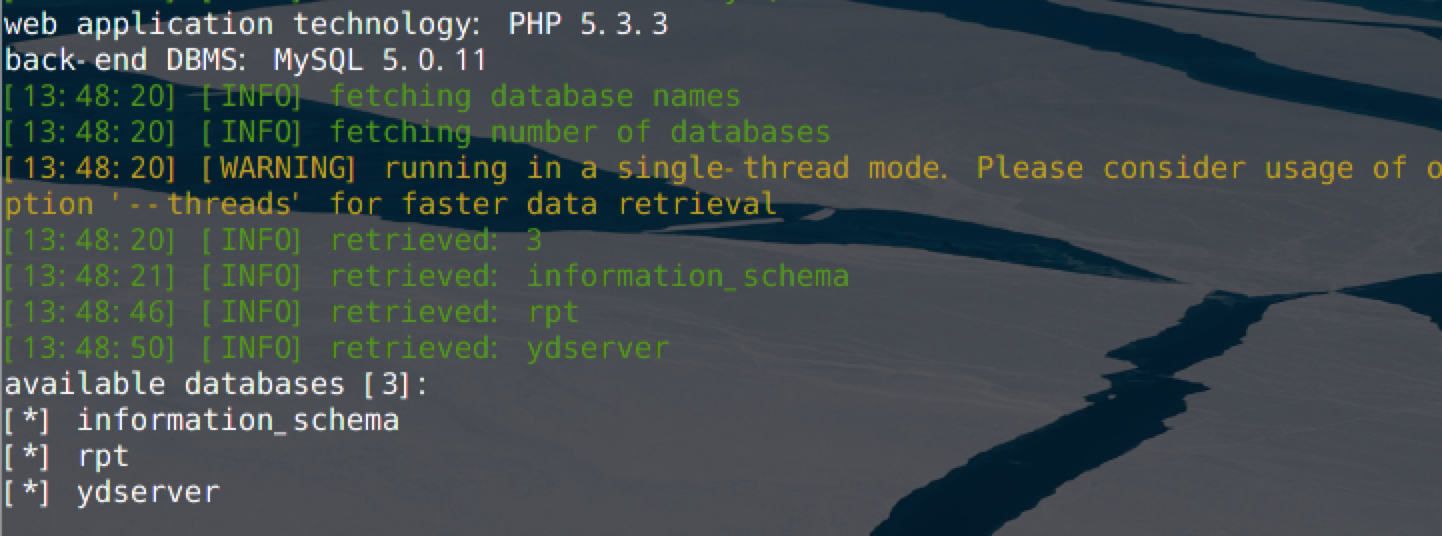 web application technology: PHP 5.3.3
back-end DBMS: MySQL 5.0.11
[13:48:20] [INFO] fetching database names
[13:48:20] [INFO] fetching number of databases
[13:48:20] [WARNING] running in a single-thread mode. Please consider usage of o
ption '--threads' for faster data retrieval
[13:48:20] [INFO] retrieved: 3
[13:48:21] [INFO] retrieved: information_schema
[13:48:46] [INFO] retrieved: rpt
[13:48:50] [INFO] retrieved: ydserver
available databases [3]:
[*] information_schema
[*] rpt
[*] ydserver